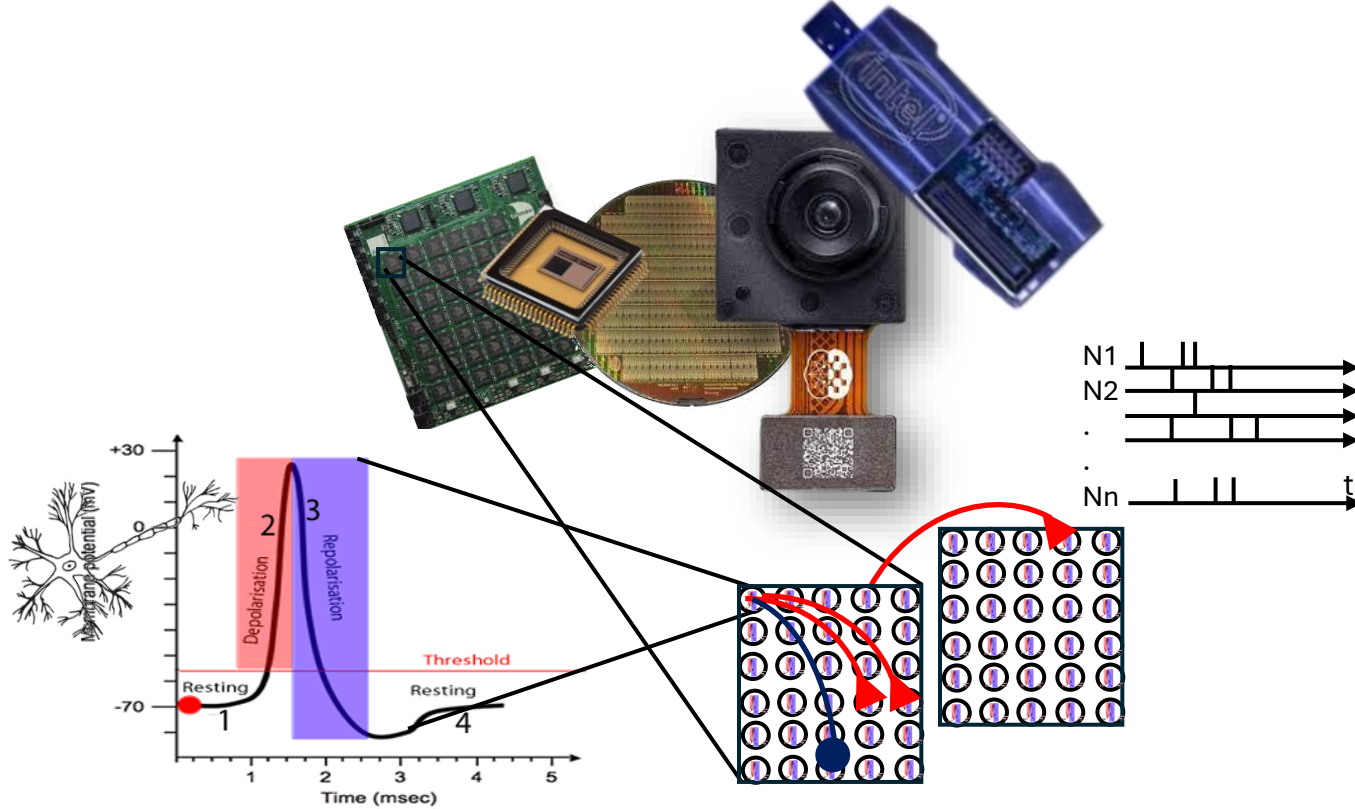 intel
N1
N2
.
.
Nn
t
+30
0
-70
Membrane potential (mV)
2
3
Depolarisation
Repolarisation
Threshold
Resting
Resting
1
4
1
2
3
4
5
Time (msec)